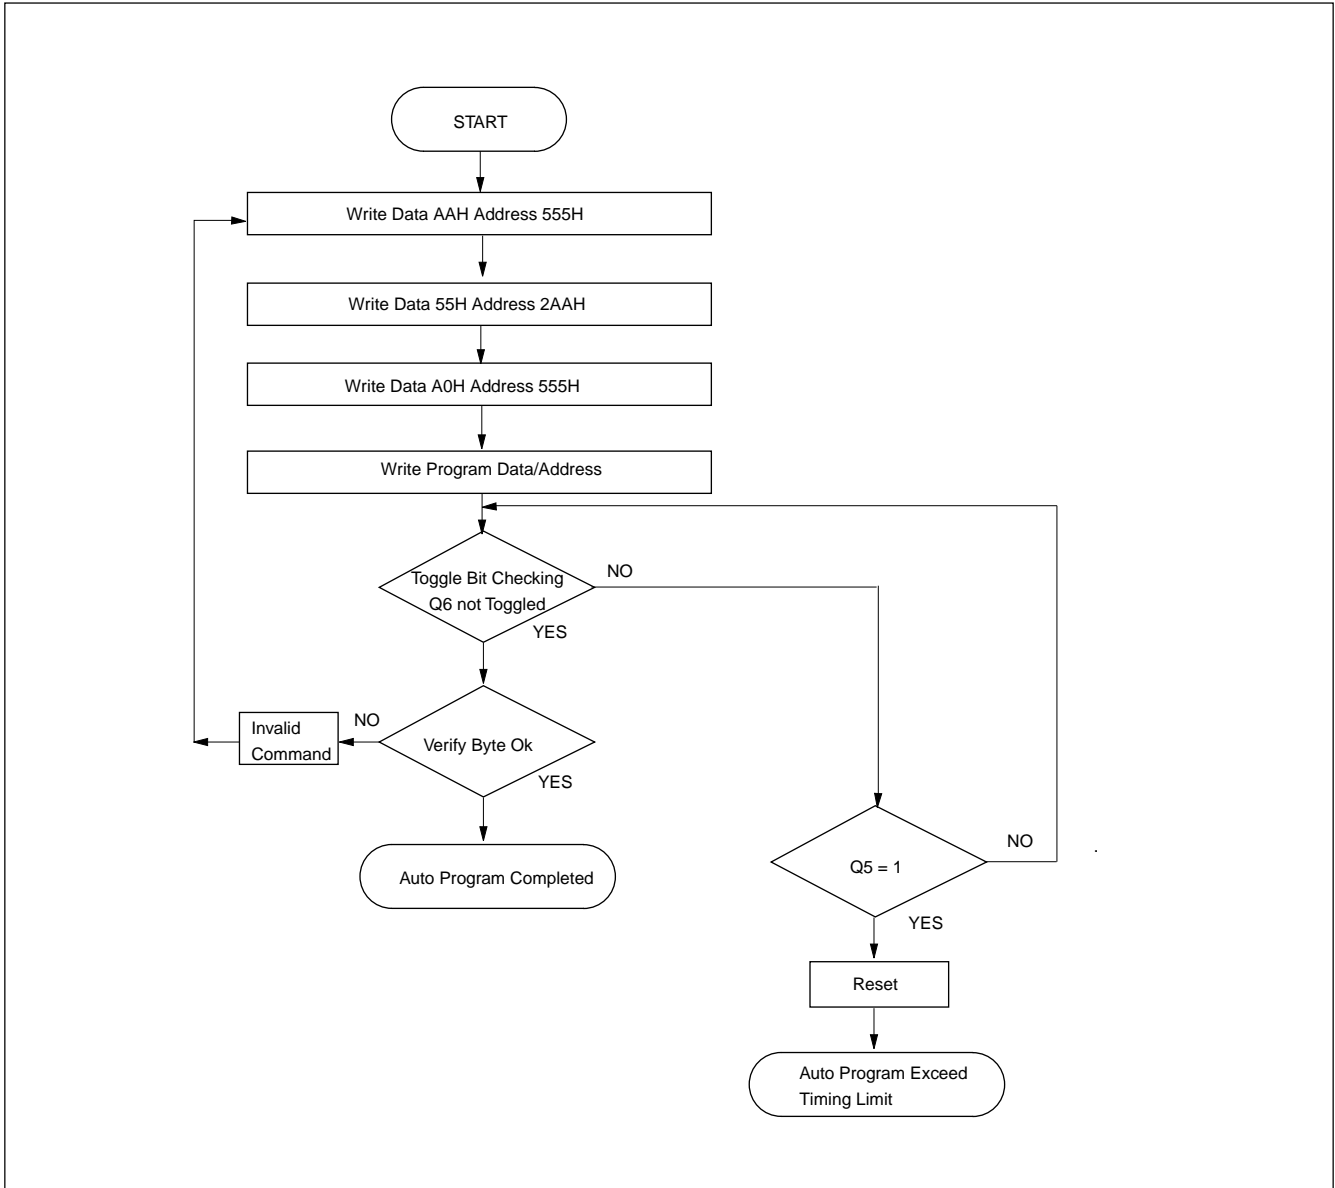 START
Write Data AAH Address 555H
Write Data 55H Address 2AAH
Write Data A0H Address 555H
Write Program Data/Address
Toggle Bit Checking
Q6 not Toggled
NO
YES
Invalid
Command
NO
Verify Byte Ok
YES
Auto Program Completed
Q5 = 1
NO
YES
Reset
Auto Program Exceed
Timing Limit